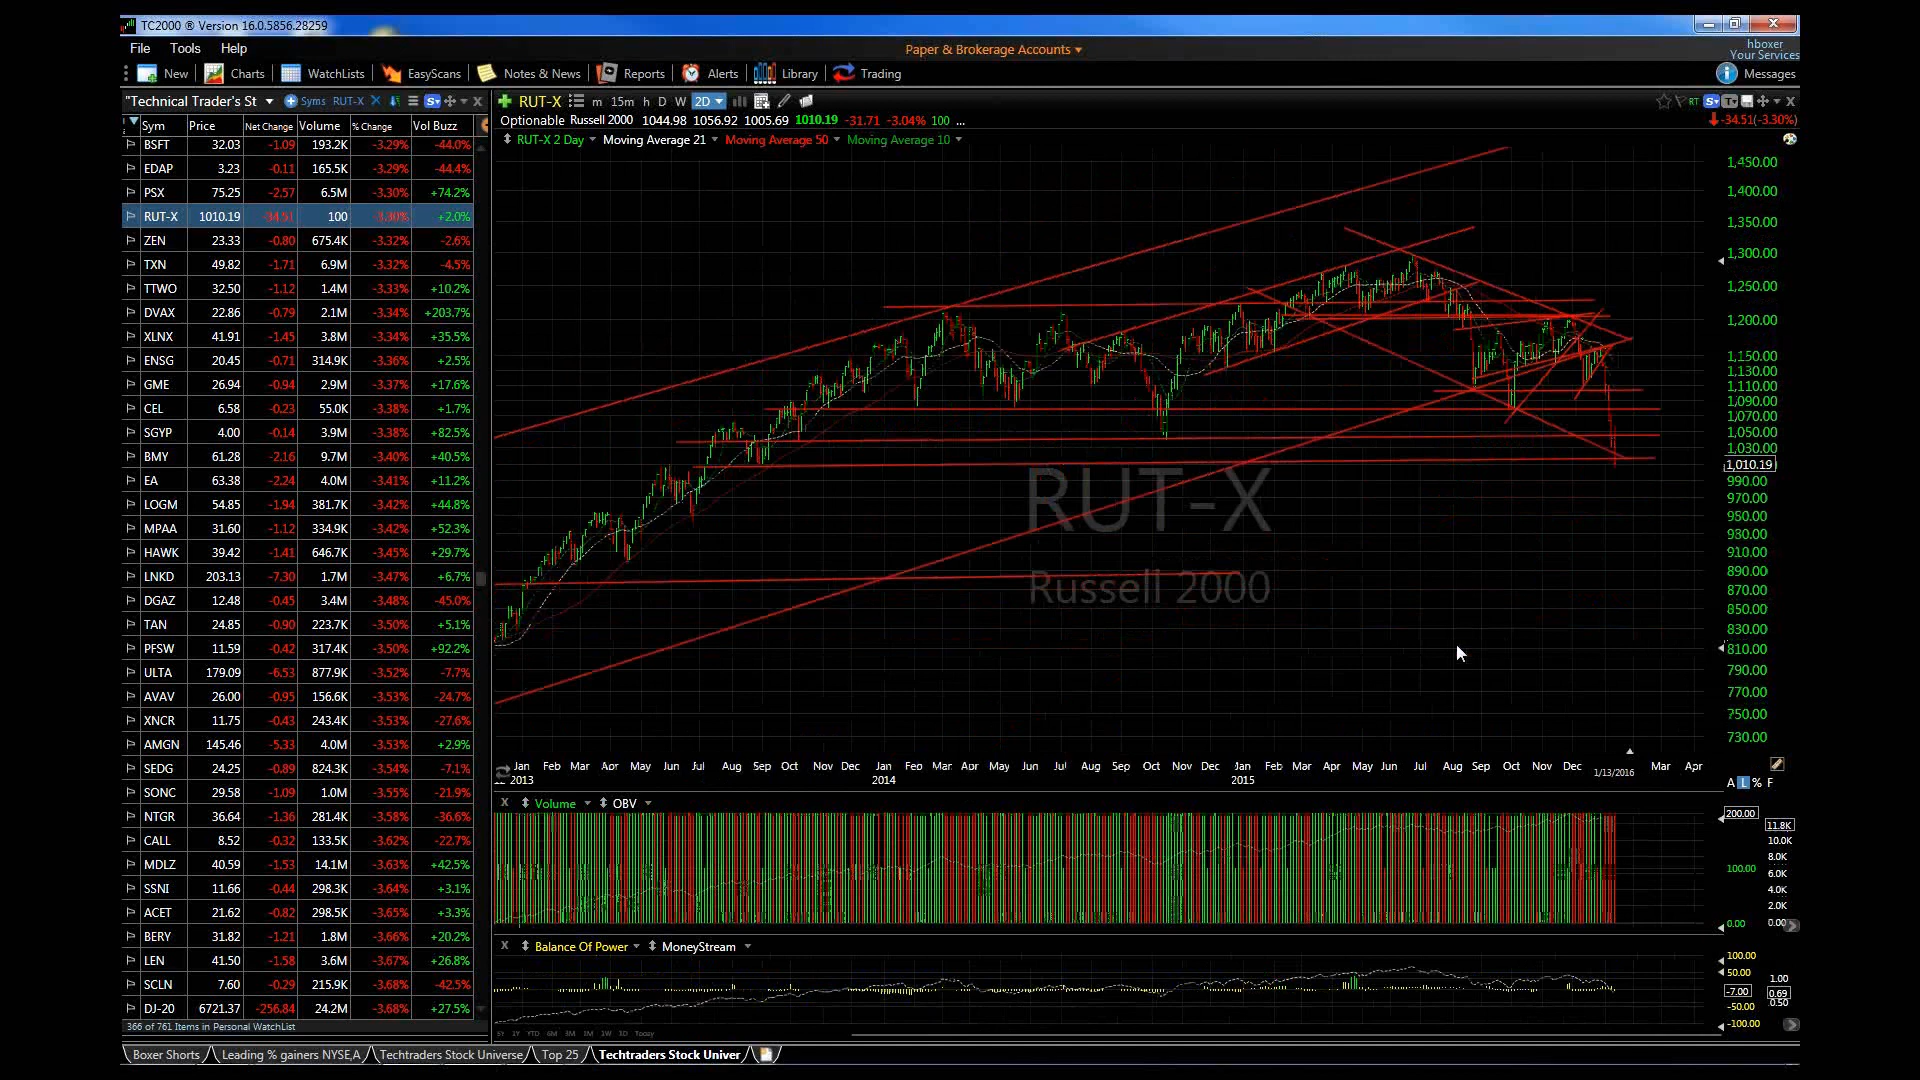 TC2000 ® Version 16.0.5856.28259
File Tools Help
Paper & Brokerage Accounts
hboxer
Your Services
New Charts WatchLists EasyScans Notes & News Reports Alerts Library Trading Messages
"Technical Trader's St Syms RUT-X
RUT-X m 15m h D W 2D RT
Optionable Russell 2000 1044.98 1056.92 1005.69 1010.19 -31.71 -3.04% 100 ...
-34.51(-3.30%)
RUT-X 2 Day Moving Average 21 Moving Average 50 Moving Average 10
Sym Price Net Change Volume % Change Vol Buzz
BSFT 32.03 -1.09 193.2K -3.29% -44.0%
EDAP 3.23 -0.11 165.5K -3.29% -44.4%
PSX 75.25 -2.57 6.5M -3.30% +74.2%
RUT-X 1010.19 -34.51 100 -3.30% +2.0%
ZEN 23.33 -0.80 675.4K -3.32% -2.6%
TXN 49.82 -1.71 6.9M -3.32% -4.5%
TTWO 32.50 -1.12 1.4M -3.33% +10.2%
DVAX 22.86 -0.79 2.1M -3.34% +203.7%
XLNX 41.91 -1.45 3.8M -3.34% +35.5%
ENSG 20.45 -0.71 314.9K -3.36% +2.5%
GME 26.94 -0.94 2.9M -3.37% +17.6%
CEL 6.58 -0.23 55.0K -3.38% +1.7%
SGYP 4.00 -0.14 3.9M -3.38% +82.5%
BMY 61.28 -2.16 9.7M -3.40% +40.5%
EA 63.38 -2.24 4.0M -3.41% +11.2%
LOGM 54.85 -1.94 381.7K -3.42% +44.8%
MPAA 31.60 -1.12 334.9K -3.42% +52.3%
HAWK 39.42 -1.41 646.7K -3.45% +29.7%
LNKD 203.13 -7.30 1.7M -3.47% +6.7%
DGAZ 12.48 -0.45 3.4M -3.48% -45.0%
TAN 24.85 -0.90 223.7K -3.50% +5.1%
PFSW 11.59 -0.42 317.4K -3.50% +92.2%
ULTA 179.09 -6.53 877.9K -3.52% -7.7%
AVAV 26.00 -0.95 156.6K -3.53% -24.7%
XNCR 11.75 -0.43 243.4K -3.53% -27.6%
AMGN 145.46 -5.33 4.0M -3.53% +2.9%
SEDG 24.25 -0.89 824.3K -3.54% -7.1%
SONC 29.58 -1.09 1.0M -3.55% -21.9%
NTGR 36.64 -1.36 281.4K -3.58% -36.6%
CALL 8.52 -0.32 133.5K -3.62% -22.7%
MDLZ 40.59 -1.53 14.1M -3.63% +42.5%
SSNI 11.66 -0.44 298.3K -3.64% +3.1%
ACET 21.62 -0.82 298.5K -3.65% +3.3%
BERY 31.82 -1.21 1.8M -3.66% +20.2%
LEN 41.50 -1.58 3.6M -3.67% +26.8%
SCLN 7.60 -0.29 215.9K -3.68% -42.5%
DJ-20 6721.37 -256.84 24.2M -3.68% +27.5%
366 of 761 Items in Personal WatchList
RUT-X
Russell 2000
1,450.00
1,400.00
1,350.00
1,300.00
1,250.00
1,200.00
1,150.00
1,130.00
1,110.00
1,090.00
1,070.00
1,050.00
1,030.00
1,010.19
990.00
970.00
950.00
930.00
910.00
890.00
870.00
850.00
830.00
810.00
790.00
770.00
750.00
730.00
Jan Feb Mar Apr May Jun Jul Aug Sep Oct Nov Dec Jan Feb Mar Apr May Jun Jul Aug Sep Oct Nov Dec Jan Feb Mar Apr May Jun Jul Aug Sep Oct Nov Dec Mar Apr
2013 2014 2015 1/13/2016
A L % F
Volume OBV
200.00
100.00
0.00
11.8K
10.0K
8.0K
6.0K
4.0K
2.0K
0.00
Balance Of Power MoneyStream
100.00
50.00
-7.00
-50.00
-100.00
1.00
0.69
0.50
5Y 1Y YTD 6M 3M 1M 1W 1D Today
Boxer Shorts Leading % gainers NYSE,A Techtraders Stock Universe Top 25 Techtraders Stock Univer